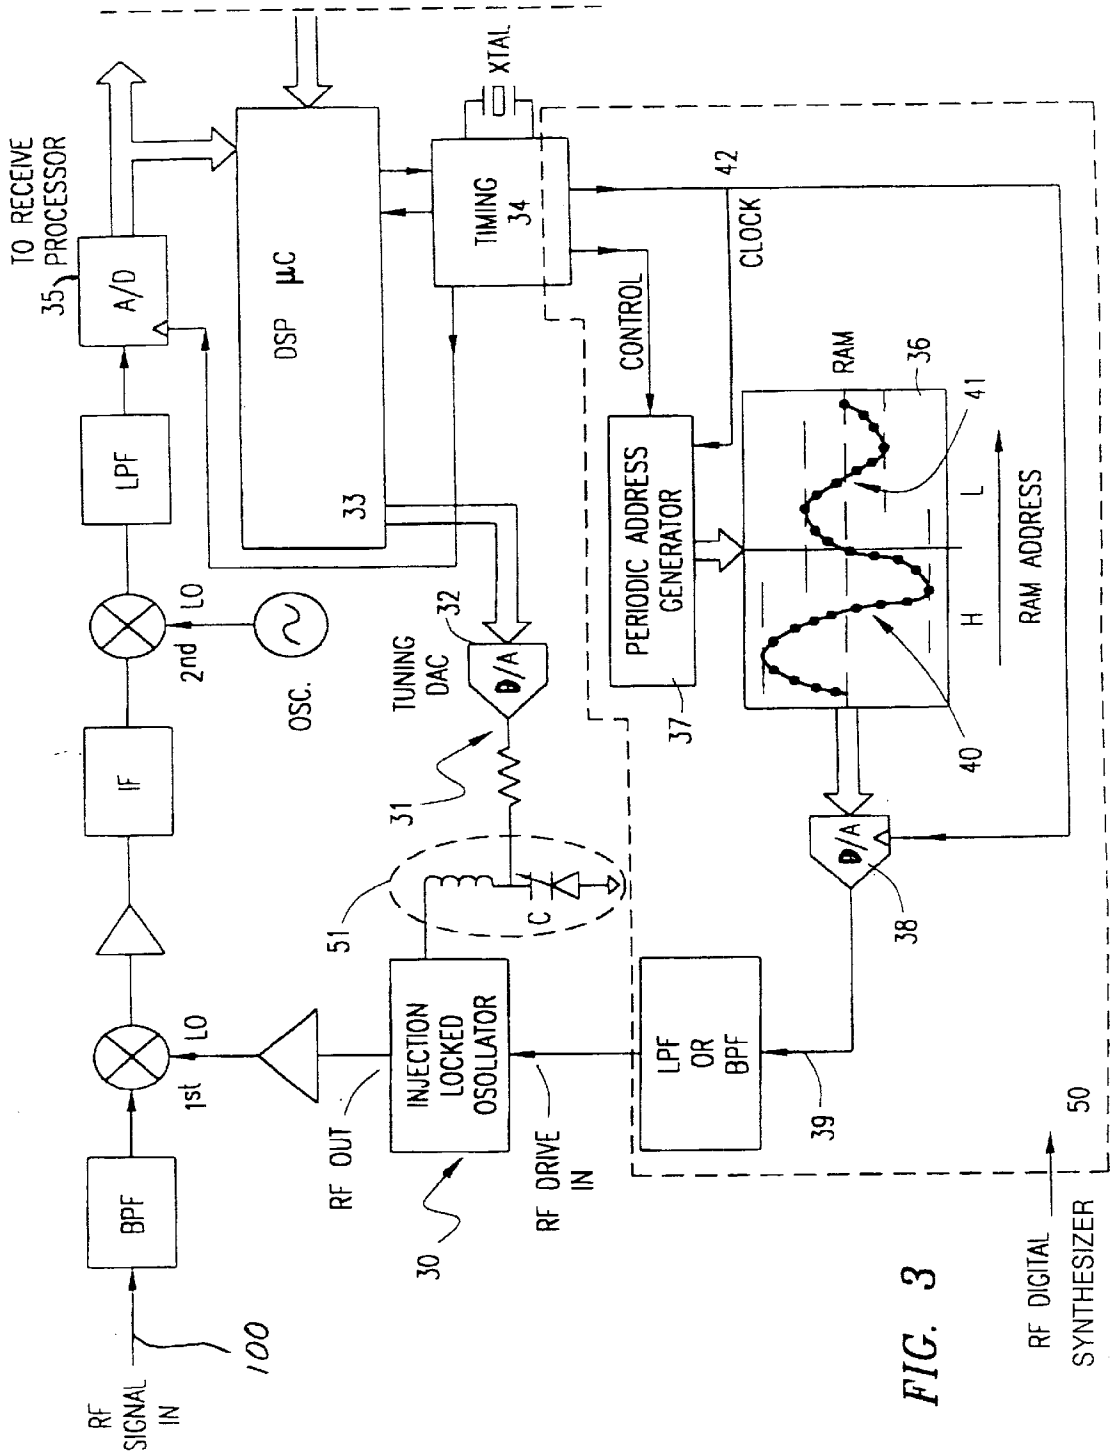 RF
SIGNAL
IN
100
BPF
1st LO
IF
2nd LO
OSC.
LPF
A/D
35
TO RECEIVE
PROCESSOR
DSP μC
33
TIMING
34
XTAL
RF OUT
INJECTION
LOCKED
OSOLLATOR
30
RF DRIVE
IN
51
C
31
TUNING
DAC
32
D/A
CONTROL
CLOCK
42
PERIODIC ADDRESS
GENERATOR
37
RAM
36
H
L
40
41
RAM ADDRESS
D/A
38
LPF
OR
BPF
39
50
RF DIGITAL
SYNTHESIZER
FIG. 3